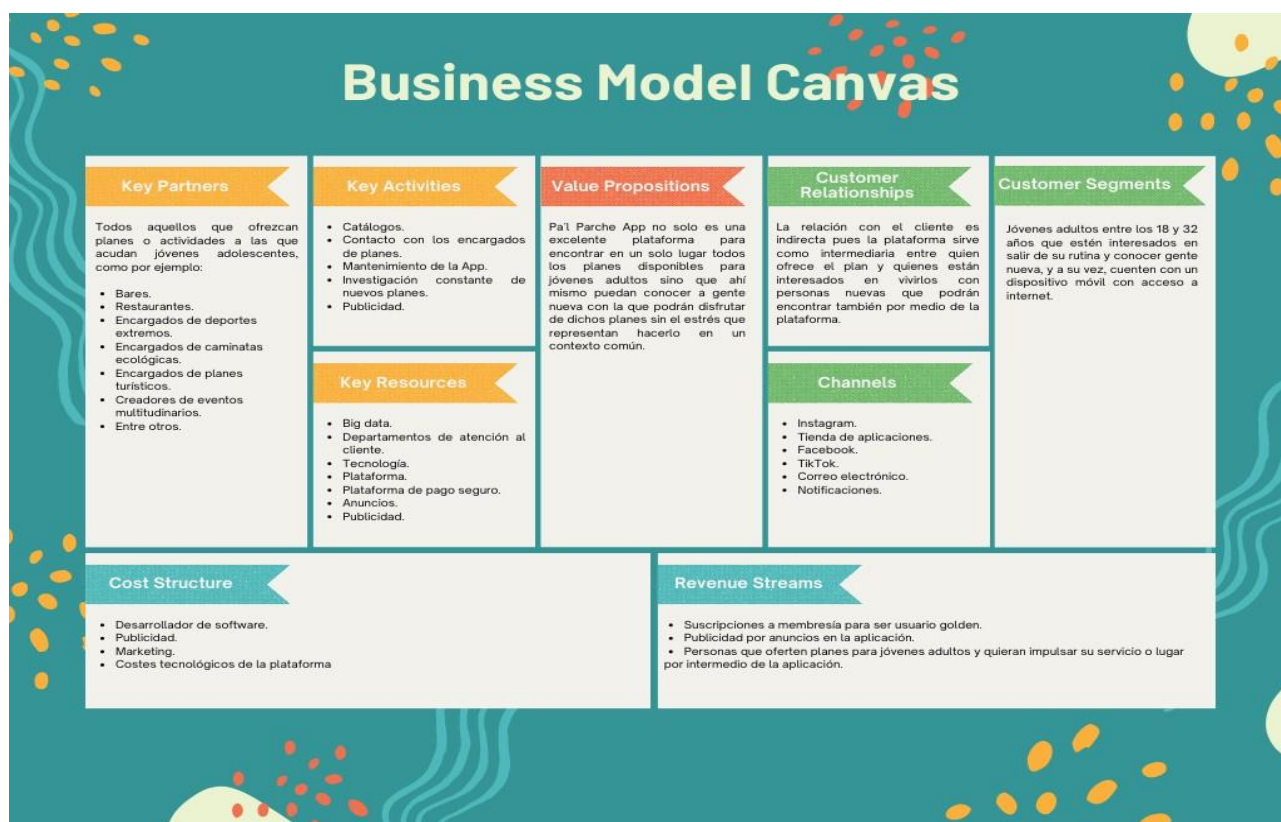 Business Model Canvas
Key Partners
Todos aquellos que ofrezcan
planes o actividades a las que
acudan jóvenes adolescentes,
como por ejemplo:
• Bares.
• Restaurantes.
• Encargados de deportes
extremos.
• Encargados de caminatas
ecológicas.
• Encargados de planes
turísticos.
• Creadores de eventos
multitudinarios.
• Entre otros.
Key Activities
• Catálogos.
• Contacto con los encargados
de planes.
• Mantenimiento de la App.
• Investigación constante de
nuevos planes.
• Publicidad.
Key Resources
• Big data.
• Departamentos de atención al
cliente.
• Tecnología.
• Plataforma.
• Plataforma de pago seguro.
• Anuncios.
• Publicidad.
Value Propositions
Pa'l Parche App no solo es una
excelente plataforma para
encontrar en un solo lugar todos
los planes disponibles para
jóvenes adultos sino que ahí
mismo puedan conocer a gente
nueva con la que podrán disfrutar
de dichos planes sin el estrés que
representan hacerlo en un
contexto común.
Customer
Relationships
La relación con el cliente es
indirecta pues la plataforma sirve
como intermediaria entre quien
ofrece el plan y quienes están
interesados en vivirlos con
personas nuevas que podrán
encontrar también por medio de la
plataforma.
Channels
• Instagram.
• Tienda de aplicaciones.
• Facebook.
• TikTok.
• Correo electrónico.
• Notificaciones.
Customer Segments
Jóvenes adultos entre los 18 y 32
años que estén interesados en
salir de su rutina y conocer gente
nueva, y a su vez, cuenten con un
dispositivo móvil con acceso a
internet.
Cost Structure
• Desarrollador de software.
• Publicidad.
• Marketing.
• Costes tecnológicos de la plataforma
Revenue Streams
• Suscripciones a membresía para ser usuario golden.
• Publicidad por anuncios en la aplicación.
• Personas que oferten planes para jóvenes adultos y quieran impulsar su servicio o lugar
por intermedio de la aplicación.